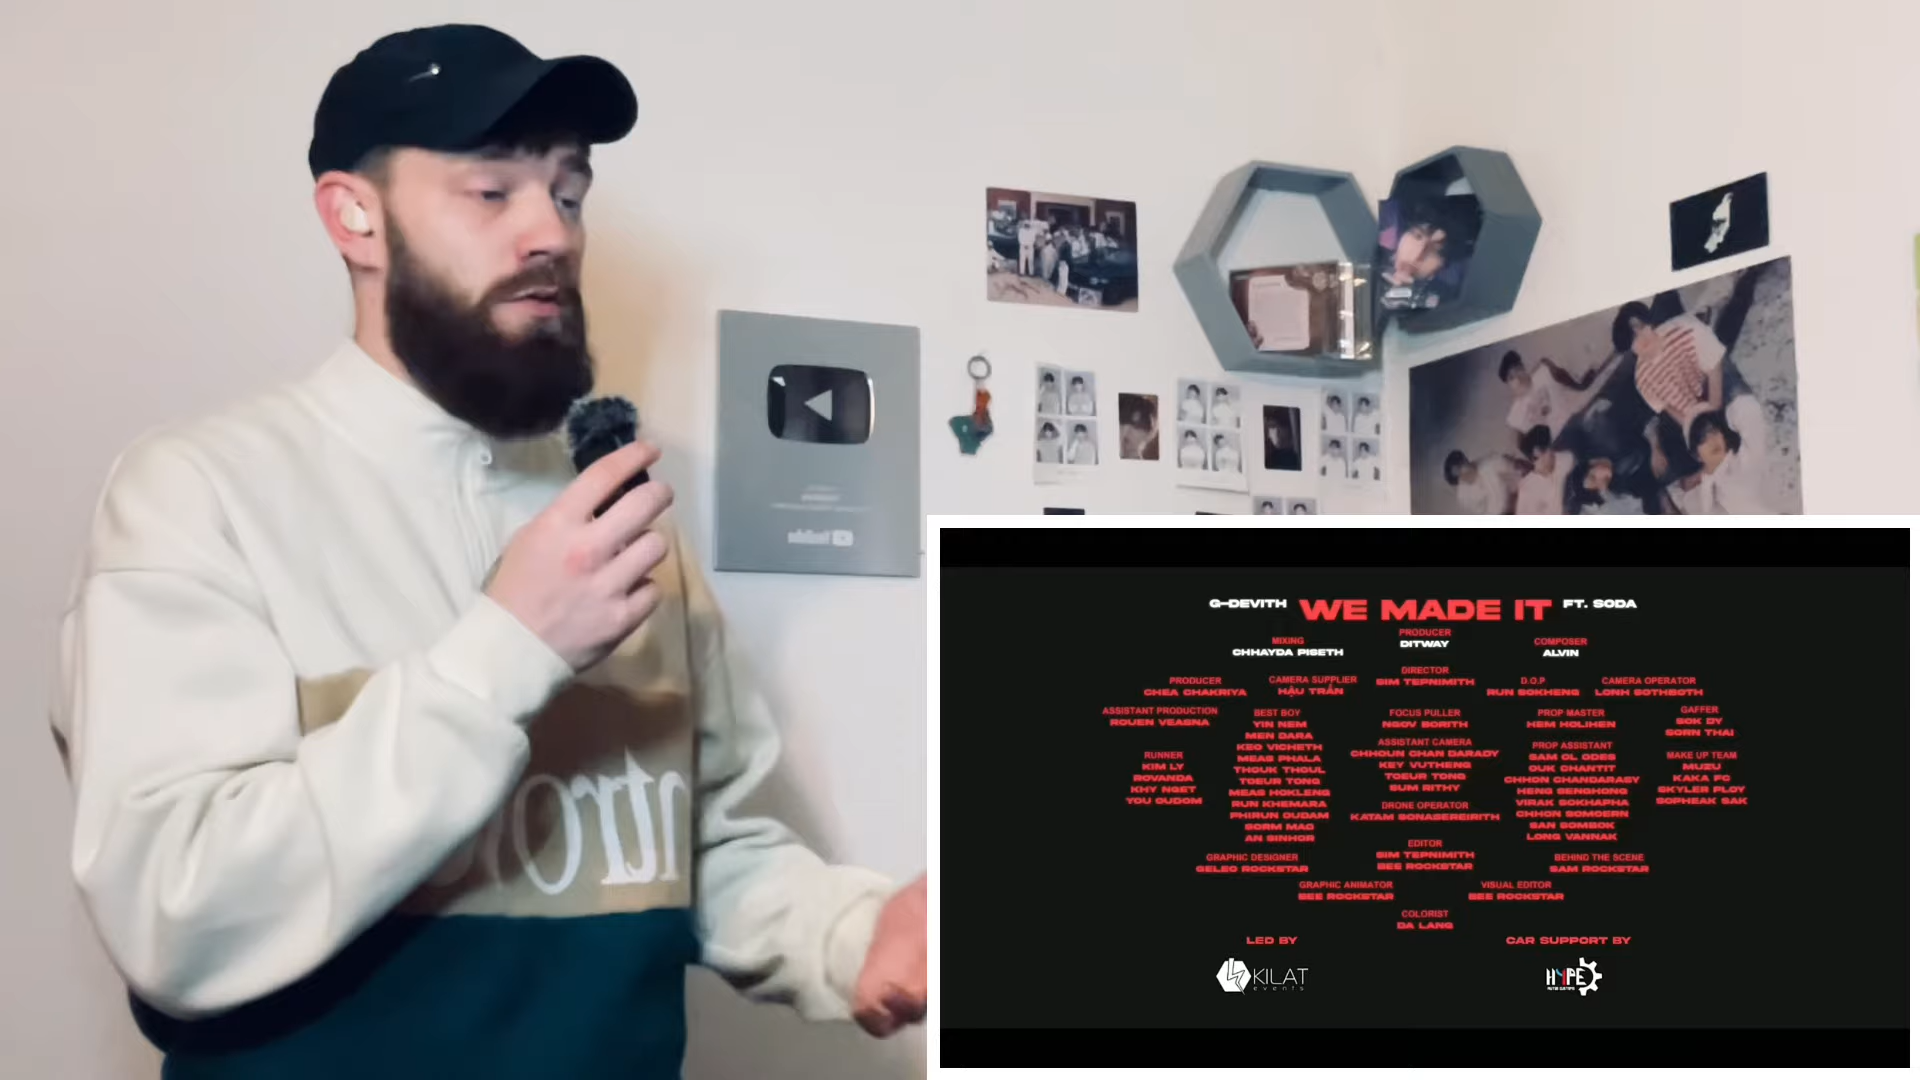 G-DEVITH WE MADE IT FT. SODA
MIXING
CHHAYDA PISETH
PRODUCER
DITWAY
COMPOSER
ALVIN
PRODUCER
CHEA CHAKRIYA
CAMERA SUPPLIER
HẬU TRẦN
DIRECTOR
SIM TEPNIMITH
D.O.P
RUN SOKHENG
CAMERA OPERATOR
LONH SOTHBOTH
ASSISTANT PRODUCTION
ROUEN VEASNA
BEST BOY
YIN NEM
MEN DARA
KEO VICHETH
MEAS PHALA
THOUK THOUL
TOEUR TONG
MEAS HOKLENG
RUN KHEMARA
PHIRUN OUDAM
SORM MAO
AN SINHOR
FOCUS PULLER
NGOV BORITH
PROP MASTER
HEM HOLIHEN
GAFFER
SOK DY
SORN THAI
RUNNER
KIM LY
ROVANDA
KHY NGET
YOU OUDOM
ASSISTANT CAMERA
CHHOUN CHAN DARADY
KEY VUTHENG
TOEUR TONG
SUM RITHY
PROP ASSISTANT
SAM OL ODES
OUK CHANTIT
CHHON CHANDARASY
HENG SENGHONG
VIRAK SOKHAPHA
CHHON SOMOERN
SAN SOMBOK
LONG VANNAK
MAKE UP TEAM
MUZU
KAKA FC
SKYLER PLOY
SOPHEAK SAK
DRONE OPERATOR
KATAM SONASEREIRITH
GRAPHIC DESIGNER
GELEO ROCKSTAR
EDITOR
SIM TEPNIMITH
BEE ROCKSTAR
BEHIND THE SCENE
SAM ROCKSTAR
GRAPHIC ANIMATOR
BEE ROCKSTAR
VISUAL EDITOR
BEE ROCKSTAR
COLORIST
DA LANG
LED BY
KILAT
events
CAR SUPPORT BY
HYPE
YouTube